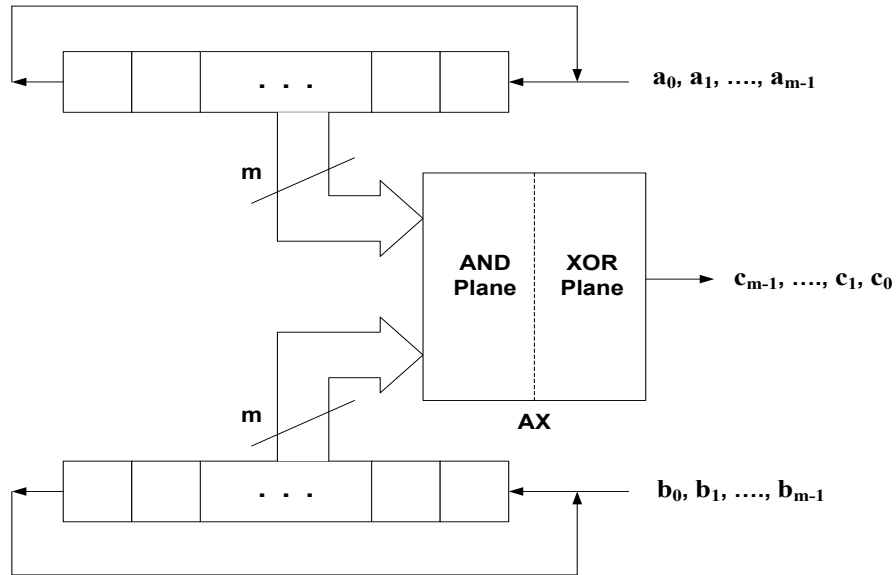 . . .
a₀, a₁, ...., aₘ₋₁
m
AND Plane
XOR Plane
cₘ₋₁, ...., c₁, c₀
m
AX
. . .
b₀, b₁, ...., bₘ₋₁